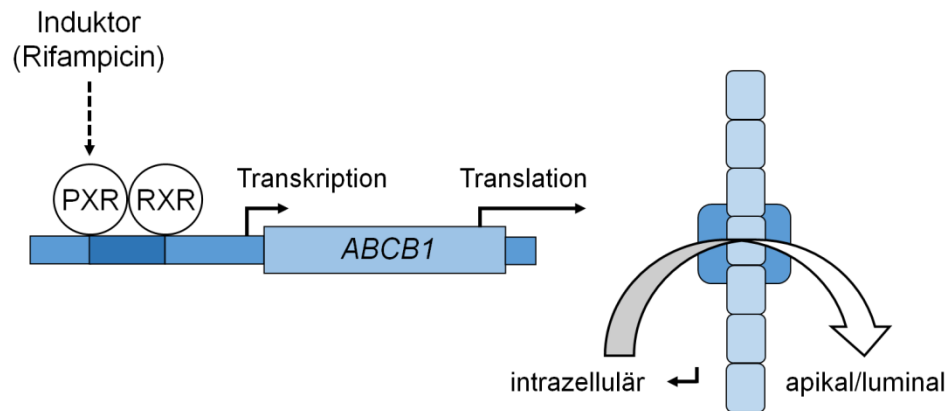 Induktor
(Rifampicin)
PXR
RXR
Transkription
Translation
ABCB1
intrazellulär
apikal/luminal